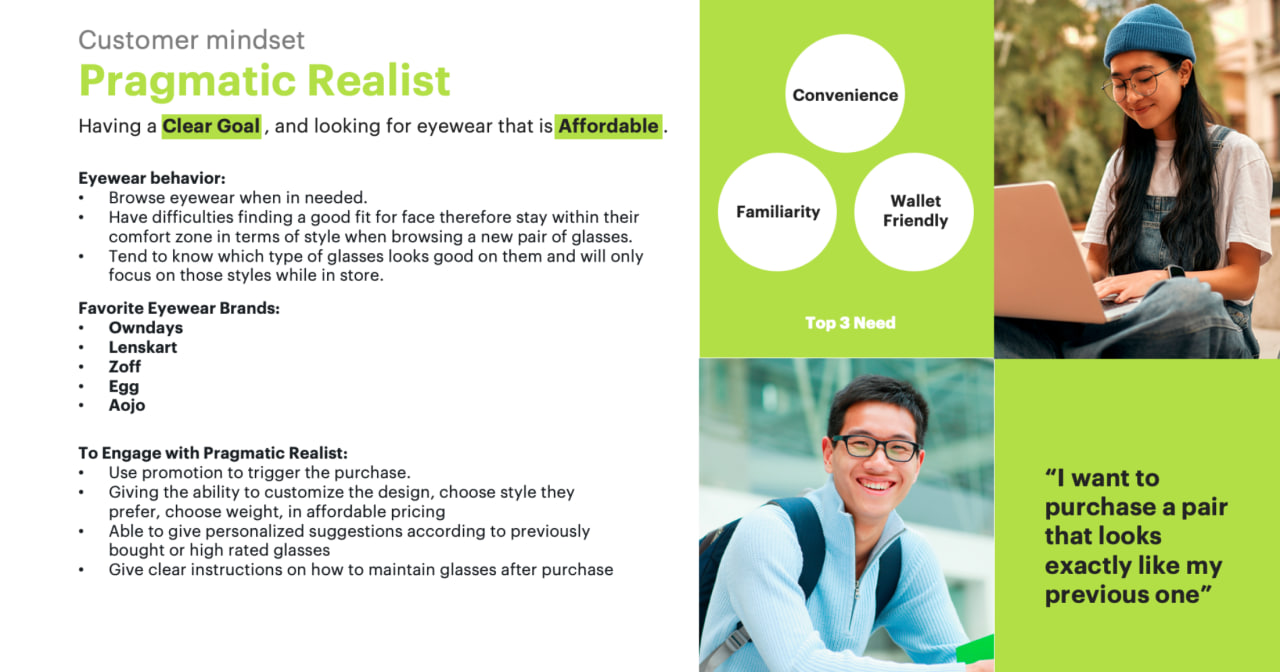 Customer mindset
Pragmatic Realist
Having a Clear Goal , and looking for eyewear that is Affordable .
Eyewear behavior:
• Browse eyewear when in needed.
• Have difficulties finding a good fit for face therefore stay within their
comfort zone in terms of style when browsing a new pair of glasses.
• Tend to know which type of glasses looks good on them and will only
focus on those styles while in store.
Favorite Eyewear Brands:
• Owndays
• Lenskart
• Zoff
• Egg
• Aojo
To Engage with Pragmatic Realist:
• Use promotion to trigger the purchase.
• Giving the ability to customize the design, choose style they
prefer, choose weight, in affordable pricing
• Able to give personalized suggestions according to previously
bought or high rated glasses
• Give clear instructions on how to maintain glasses after purchase
Convenience
Familiarity
Wallet
Friendly
Top 3 Need
“I want to
purchase a pair
that looks
exactly like my
previous one”